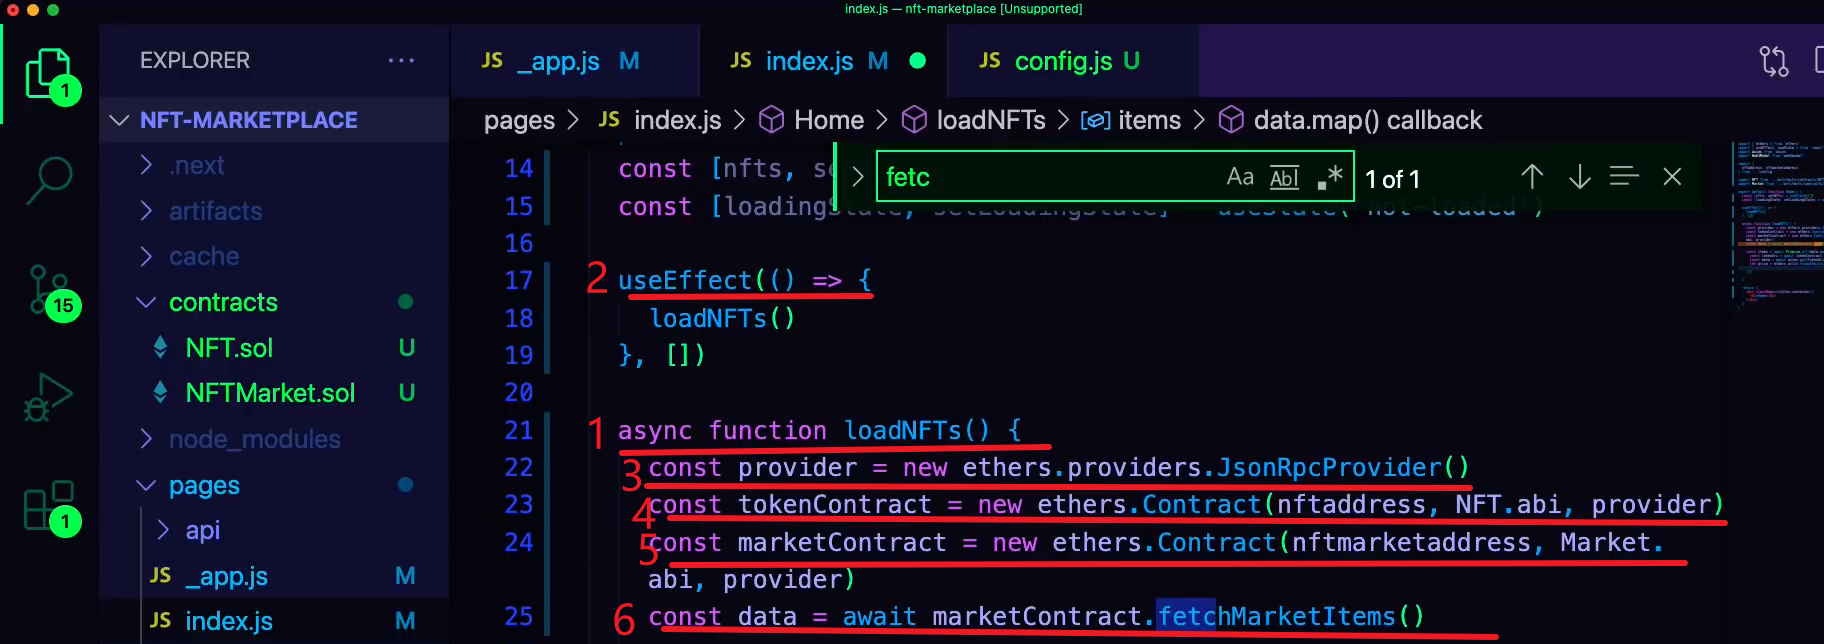 index.js — nft-marketplace [Unsupported]
EXPLORER
JS _app.js M
JS index.js M
JS config.js U
1
NFT-MARKETPLACE
pages > JS index.js > Home > loadNFTs > items > data.map() callback
.next
artifacts
cache
contracts
NFT.sol U
NFTMarket.sol U
node_modules
pages
api
JS _app.js M
JS index.js M
15
1
fetc
Aa Abl .*
1 of 1
14 const [nfts,
15 const [loadingState, setLoadingState] useState('not-loaded')
16
2
17 useEffect(() => {
18 loadNFTs()
19 }, [])
20
1
21 async function loadNFTs() {
3
22 const provider = new ethers.providers.JsonRpcProvider()
4
23 const tokenContract = new ethers.Contract(nftaddress, NFT.abi, provider)
5
24 const marketContract = new ethers.Contract(nftmarketaddress, Market.
abi, provider)
6
25 const data = await marketContract.fetchMarketItems()